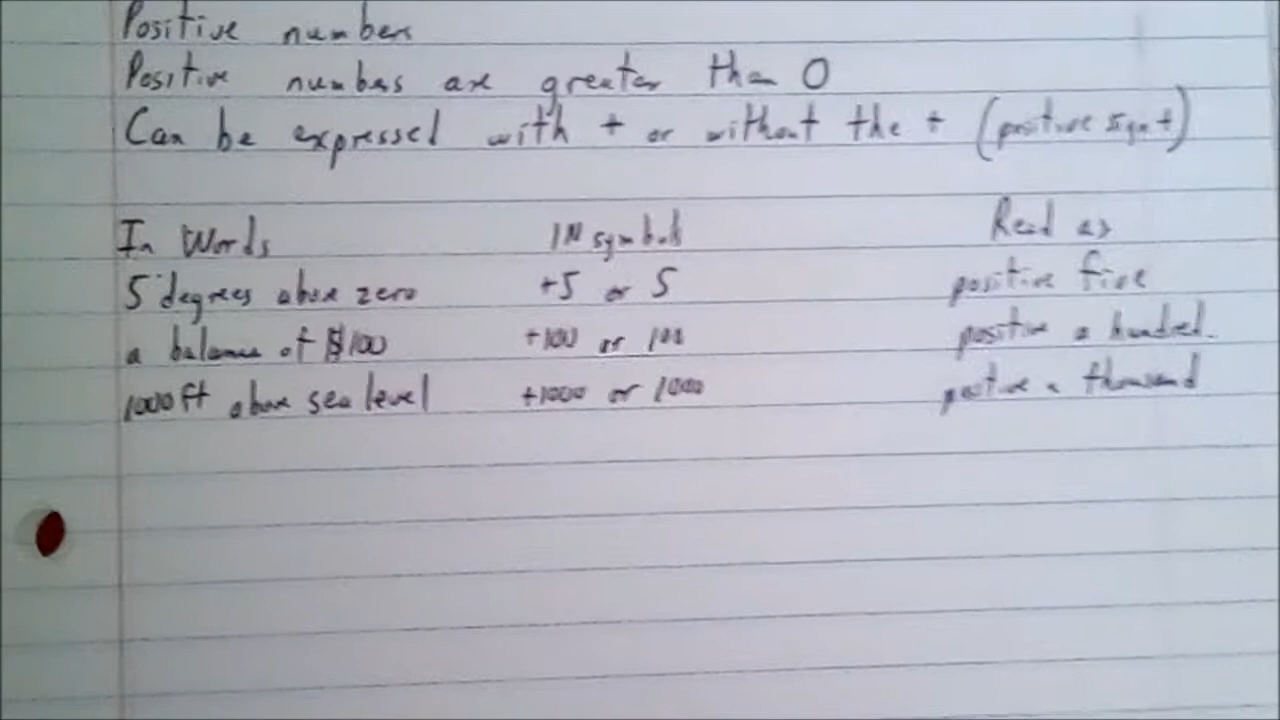 Positive numbers
Positive numbers are greater than 0
Can be expressed with + or without the + (positive sign +)
In Words IN symbols Read as
5 degrees above zero +5 or 5 positive five
a balance of $100 +100 or 100 positive a hundred.
1000ft above sea level +1000 or 1000 positive a thousand